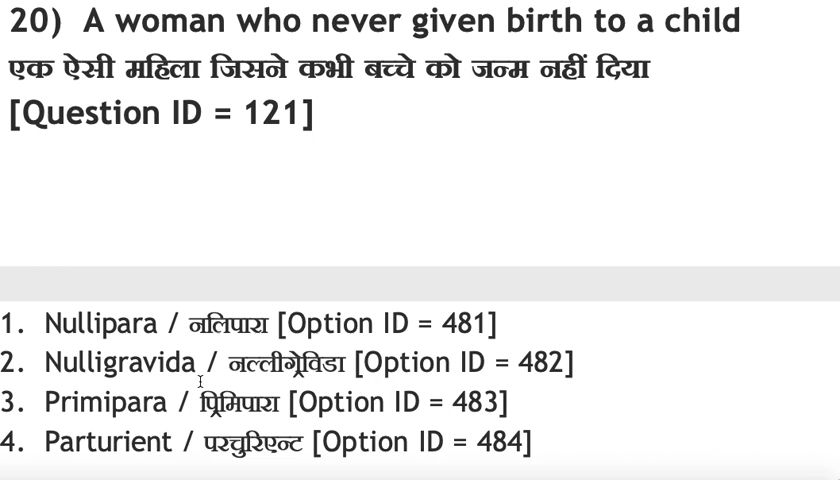 20) A woman who never given birth to a child
एक ऐसी महिला जिसने कभी बच्चे को जन्म नहीं दिया
[Question ID = 121]
1. Nullipara / नलिपारा [Option ID = 481]
2. Nulligravida / नल्लीग्रेविडा [Option ID = 482]
3. Primipara / प्रिमिपारा [Option ID = 483]
4. Parturient / परचुरिएन्ट [Option ID = 484]